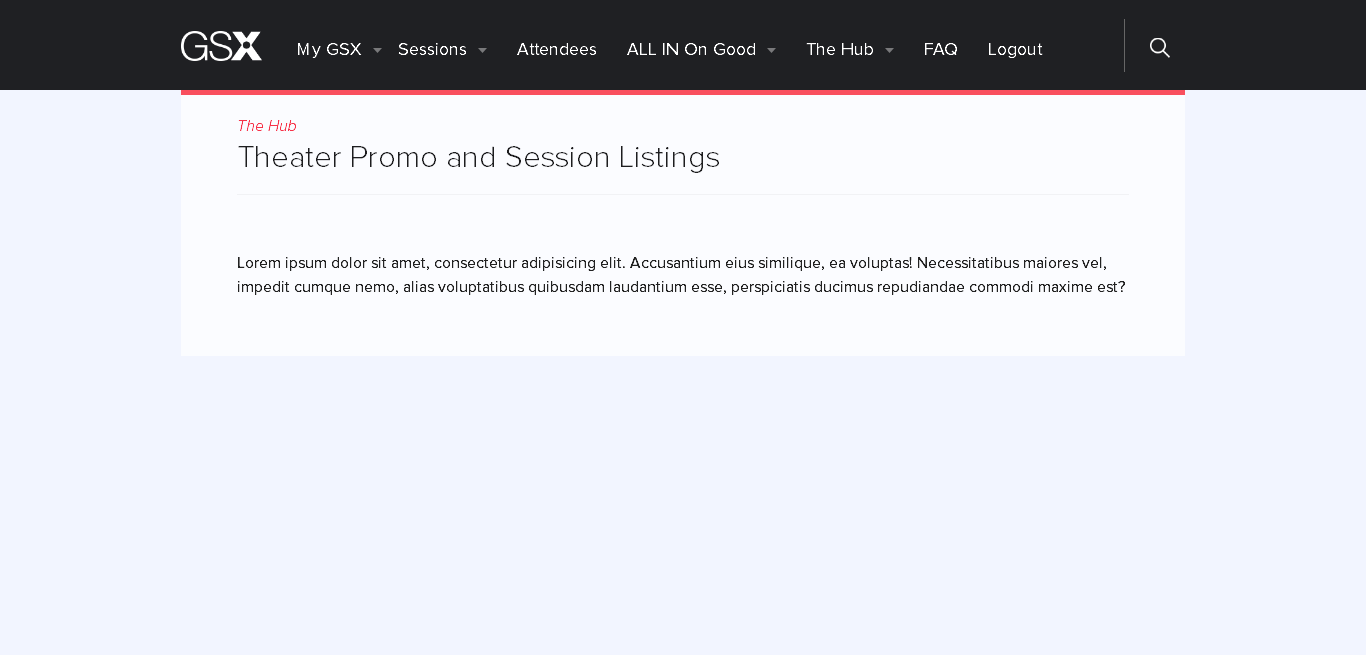 GSX My GSX Sessions Attendees ALL IN On Good The Hub FAQ Logout
The Hub
Theater Promo and Session Listings
Lorem ipsum dolor sit amet, consectetur adipisicing elit. Accusantium eius similique, ea voluptas! Necessitatibus maiores vel,
impedit cumque nemo, alias voluptatibus quibusdam laudantium esse, perspiciatis ducimus repudiandae commodi maxime est?